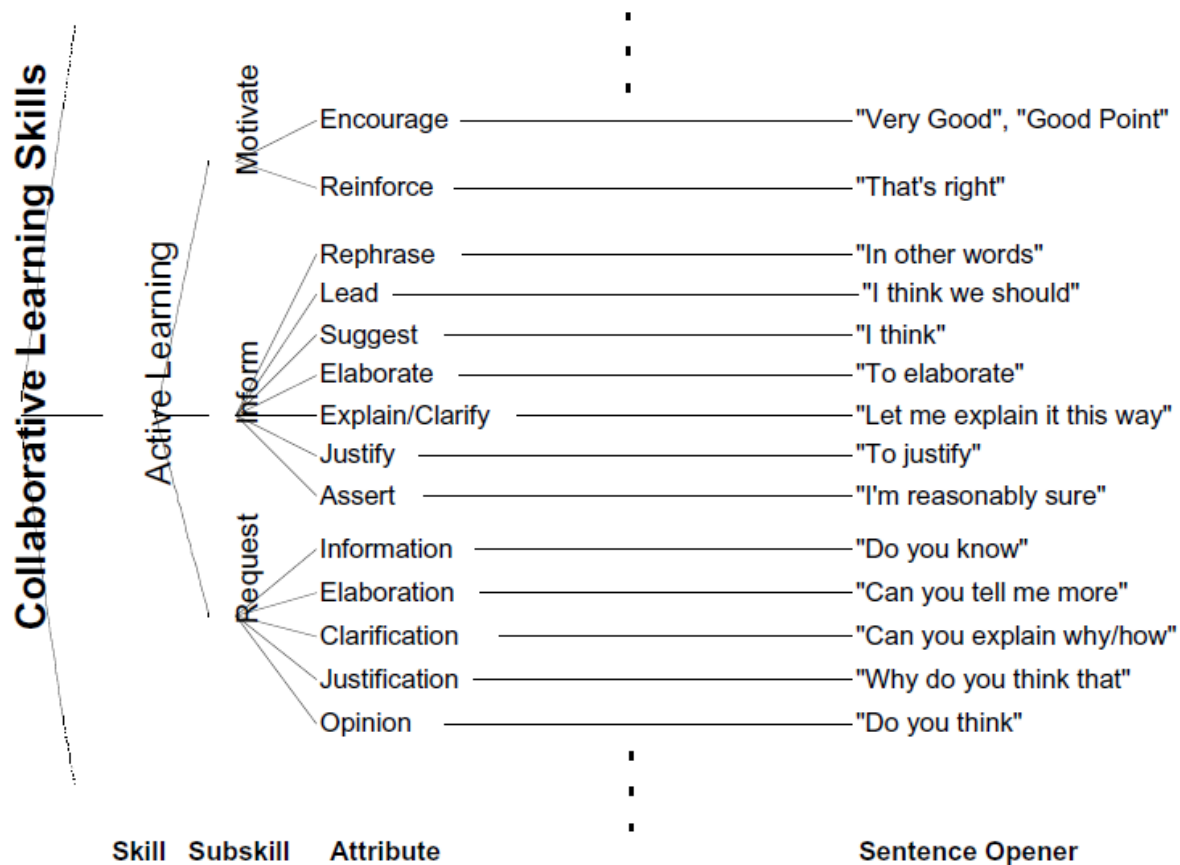 Collaborative Learning Skills
Active Learning
Motivate
Encourage "Very Good", "Good Point"
Reinforce "That's right"
Inform
Rephrase "In other words"
Lead "I think we should"
Suggest "I think"
Elaborate "To elaborate"
Explain/Clarify "Let me explain it this way"
Justify "To justify"
Assert "I'm reasonably sure"
Request
Information "Do you know"
Elaboration "Can you tell me more"
Clarification "Can you explain why/how"
Justification "Why do you think that"
Opinion "Do you think"
Skill Subskill Attribute Sentence Opener